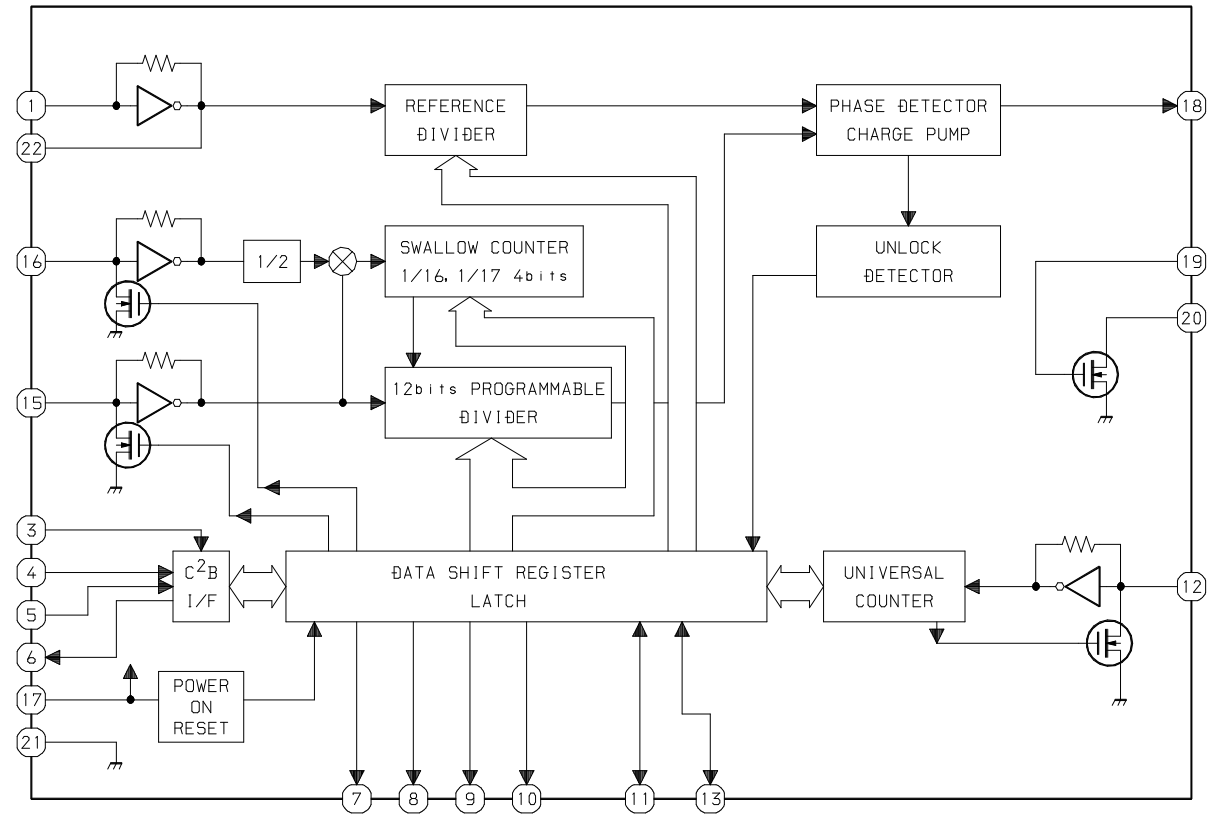 1
REFERENCE
DIVIDER
PHASE DETECTOR
CHARGE PUMP
18
22
16
1/2
SWALLOW COUNTER
1/16, 1/17 4bits
UNLOCK
DETECTOR
19
20
15
12bits PROGRAMMABLE
DIVIDER
3
4
5
6
C²B
I/F
DATA SHIFT REGISTER
LATCH
UNIVERSAL
COUNTER
12
17
POWER
ON
RESET
21
7
8
9
10
11
13